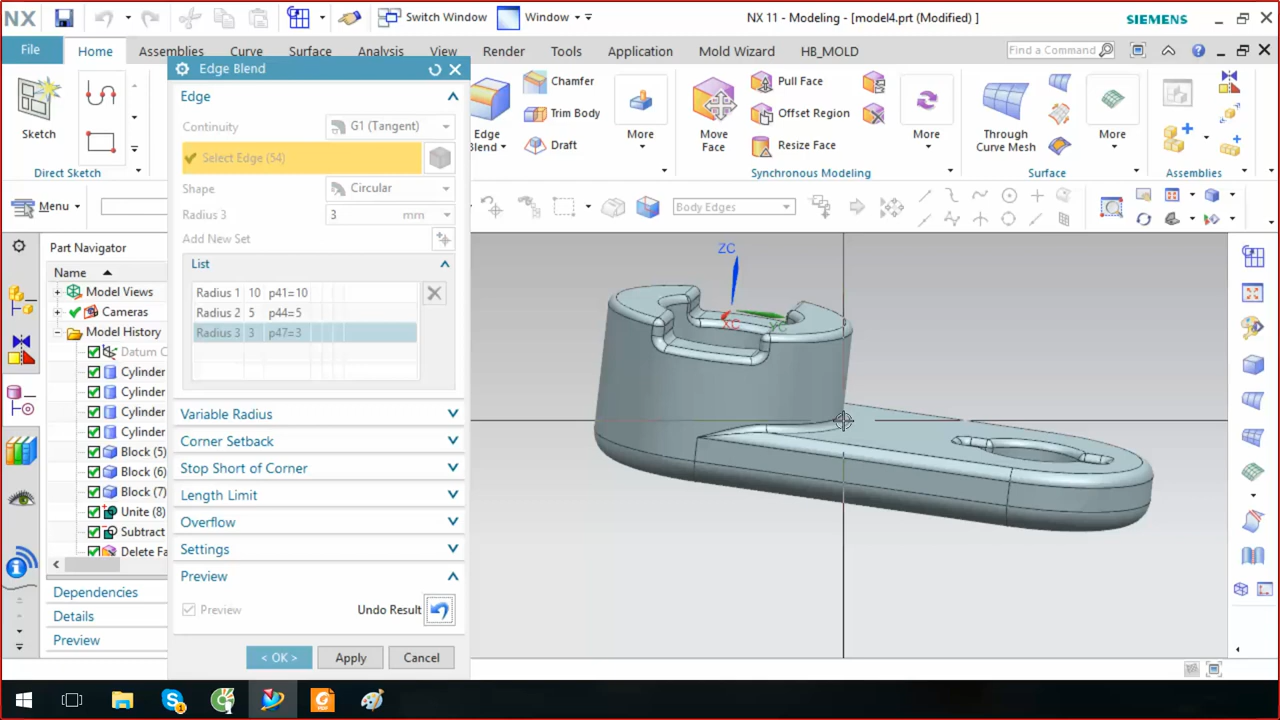 NX
Switch Window
Window
NX 11 - Modeling - [model4.prt (Modified) ]
SIEMENS
File
Home
Assemblies
Curve
Surface
Analysis
View
Render
Tools
Application
Mold Wizard
HB_MOLD
Find a Command
Edge Blend
Sketch
Direct Sketch
Edge
Blend
Chamfer
Trim Body
Draft
More
Move
Face
Pull Face
Offset Region
Resize Face
More
Synchronous Modeling
Through
Curve Mesh
More
Surface
Assemblies
Menu
Body Edges
Edge
Continuity
G1 (Tangent)
Select Edge (54)
Shape
Circular
Radius 3
3
mm
Add New Set
List
Radius 1 10 p41=10
Radius 2 5 p44=5
Radius 3 3 p47=3
Variable Radius
Corner Setback
Stop Short of Corner
Length Limit
Overflow
Settings
Preview
Preview
Undo Result
< OK >
Apply
Cancel
Part Navigator
Name
Model Views
Cameras
Model History
Datum C
Cylinder
Cylinder
Cylinder
Cylinder
Block (5)
Block (6)
Block (7)
Unite (8)
Subtract
Delete Fa
Dependencies
Details
Preview
ZC
XC
YC